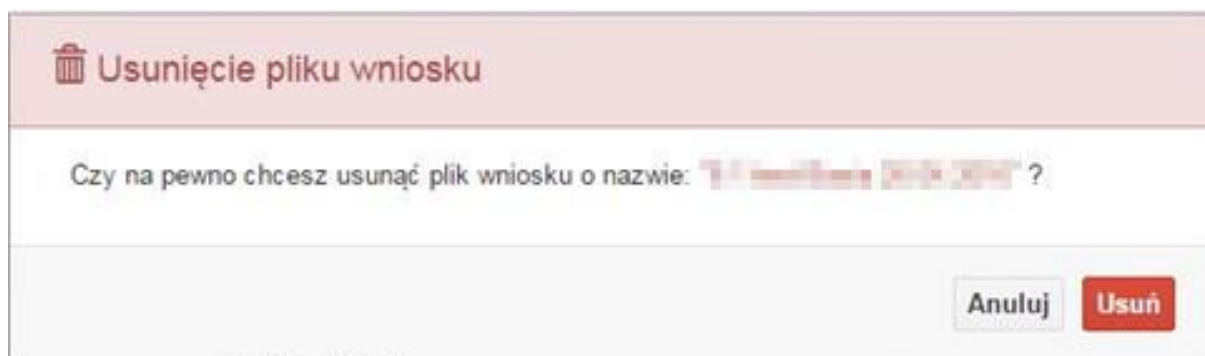 Usunięcie pliku wniosku
Czy na pewno chcesz usunąć plik wniosku o nazwie: " " ?
Anuluj
Usuń